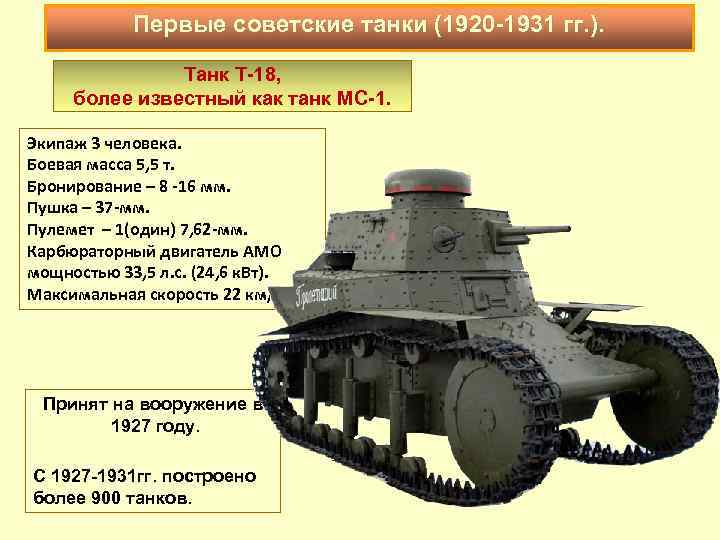 Первые советские танки (1920 -1931 гг. ).
Танк Т-18,
более известный как танк МС-1.
Экипаж 3 человека.
Боевая масса 5, 5 т.
Бронирование – 8 -16 мм.
Пушка – 37-мм.
Пулемет – 1(один) 7, 62-мм.
Карбюраторный двигатель АМО
мощностью 33, 5 л. с. (24, 6 кВт).
Максимальная скорость 22 км/
Пролетарий
Принят на вооружение в
1927 году.
С 1927 -1931 гг. построено
более 900 танков.